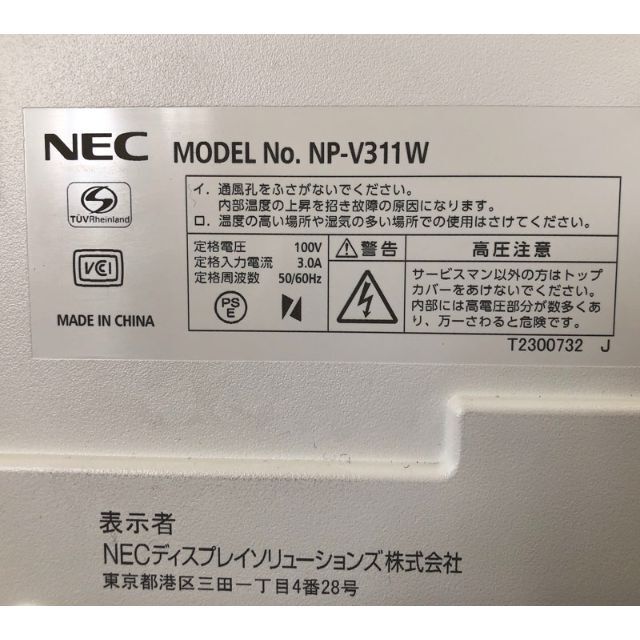 NEC MODEL No. NP-V311W
TÜVRheinland
VCI
MADE IN CHINA
イ. 通風孔をふさがないでください。
内部温度の上昇を招き故障の原因になります。
ロ. 温度の高い場所や湿気の多い場所での使用はさけてください。
定格電圧 100V
定格入力電流 3.0A
定格周波数 50/60Hz
PS
E
警告 高圧注意
サービスマン以外の方はトップ
カバーをあけないでください。
内部には高電圧部分が数多くあ
り、万一さわると危険です。
T2300732 J
表示者
NECディスプレイソリューションズ株式会社
東京都港区三田一丁目4番28号